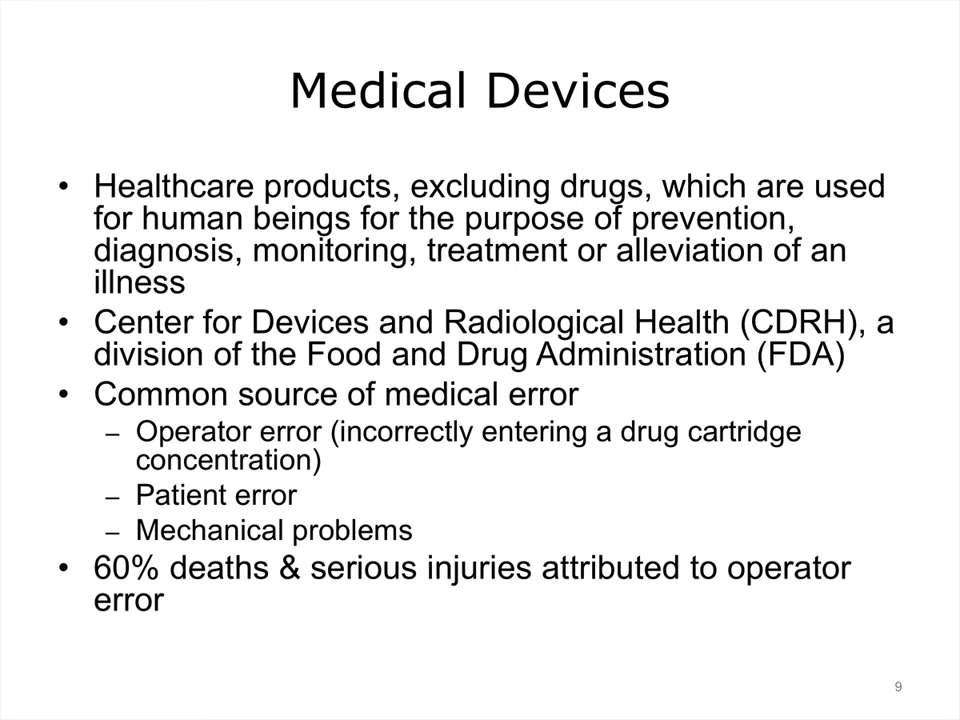 Medical Devices
• Healthcare products, excluding drugs, which are used
for human beings for the purpose of prevention,
diagnosis, monitoring, treatment or alleviation of an
illness
• Center for Devices and Radiological Health (CDRH), a
division of the Food and Drug Administration (FDA)
• Common source of medical error
– Operator error (incorrectly entering a drug cartridge
concentration)
– Patient error
– Mechanical problems
• 60% deaths & serious injuries attributed to operator
error
9